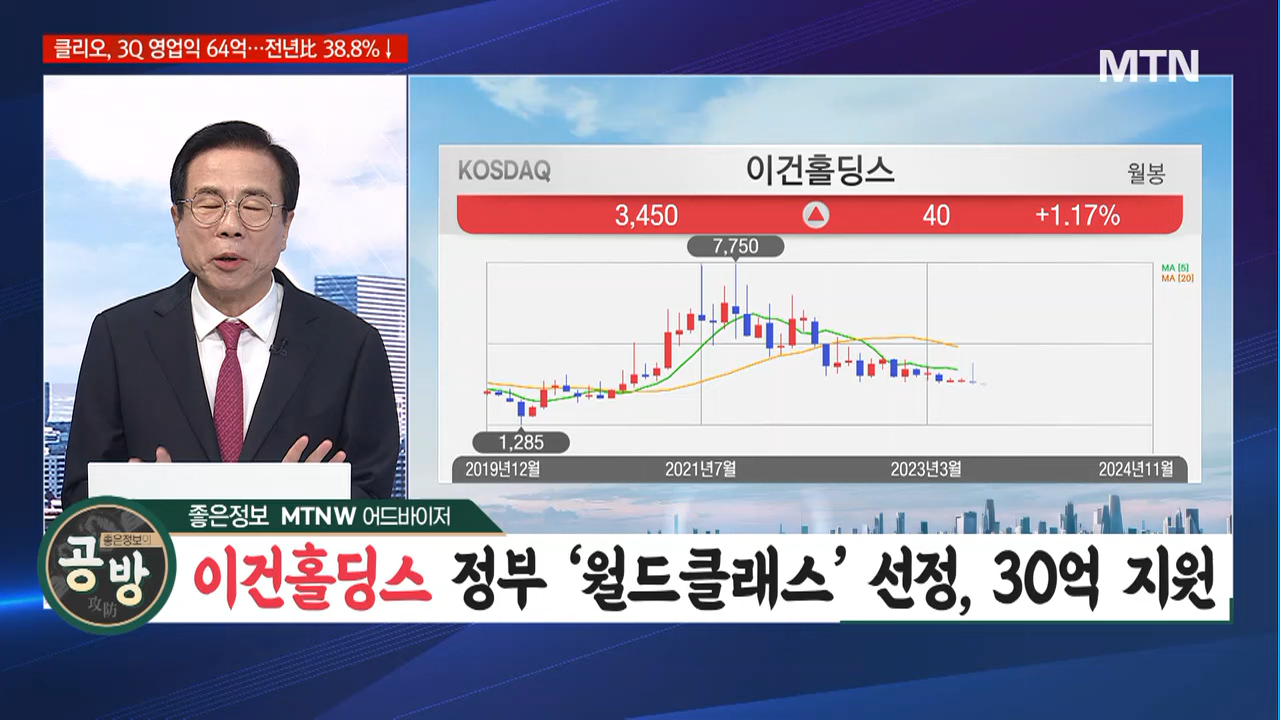 클리오, 3Q 영업익 64억…전년比 38.8%↓
MTN
KOSDAQ 이건홀딩스 월봉
3,450 ▲ 40 +1.17%
7,750
MA [5]
MA [20]
1,285
2019년12월 2021년7월 2023년3월 2024년11월
좋은정보 MTNW 어드바이저
좋은정보의
공방
攻防
이건홀딩스 정부 ‘월드클래스’ 선정, 30억 지원